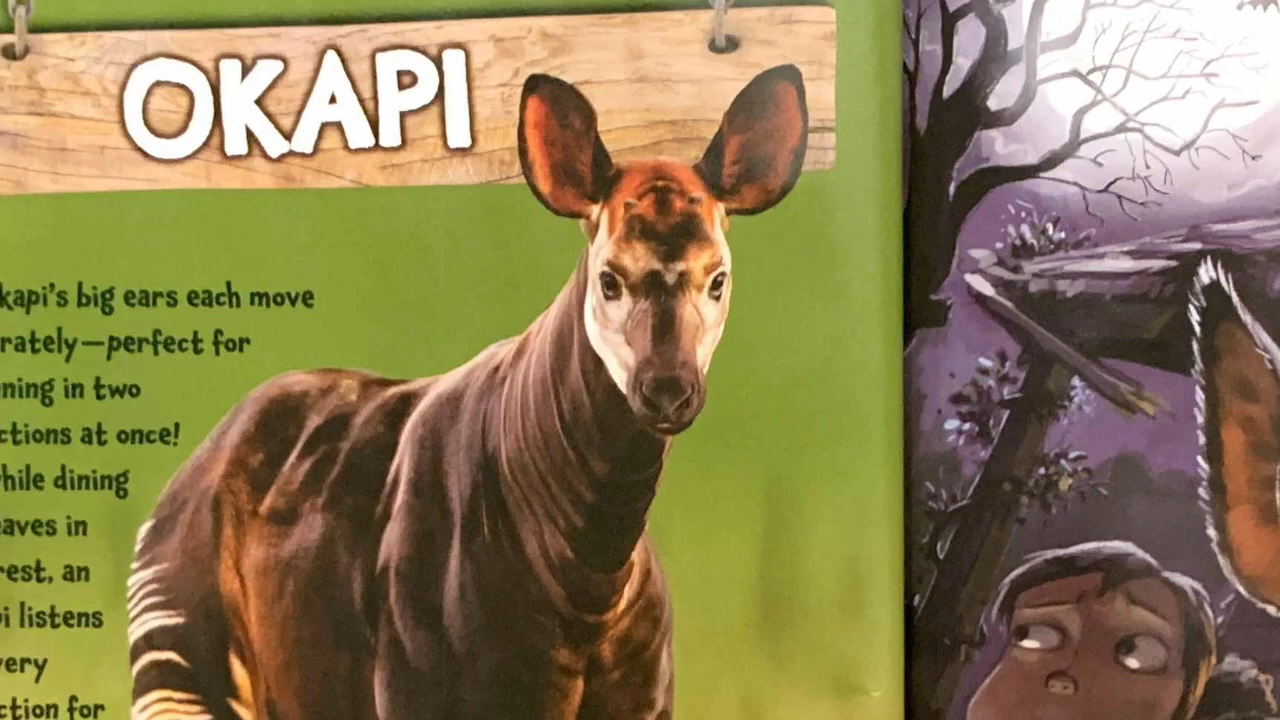 OKAPI
kapi's big ears each move
rately—perfect for
ning in two
ctions at once!
hile dining
eaves in
rest, an
pi listens
very
ction for